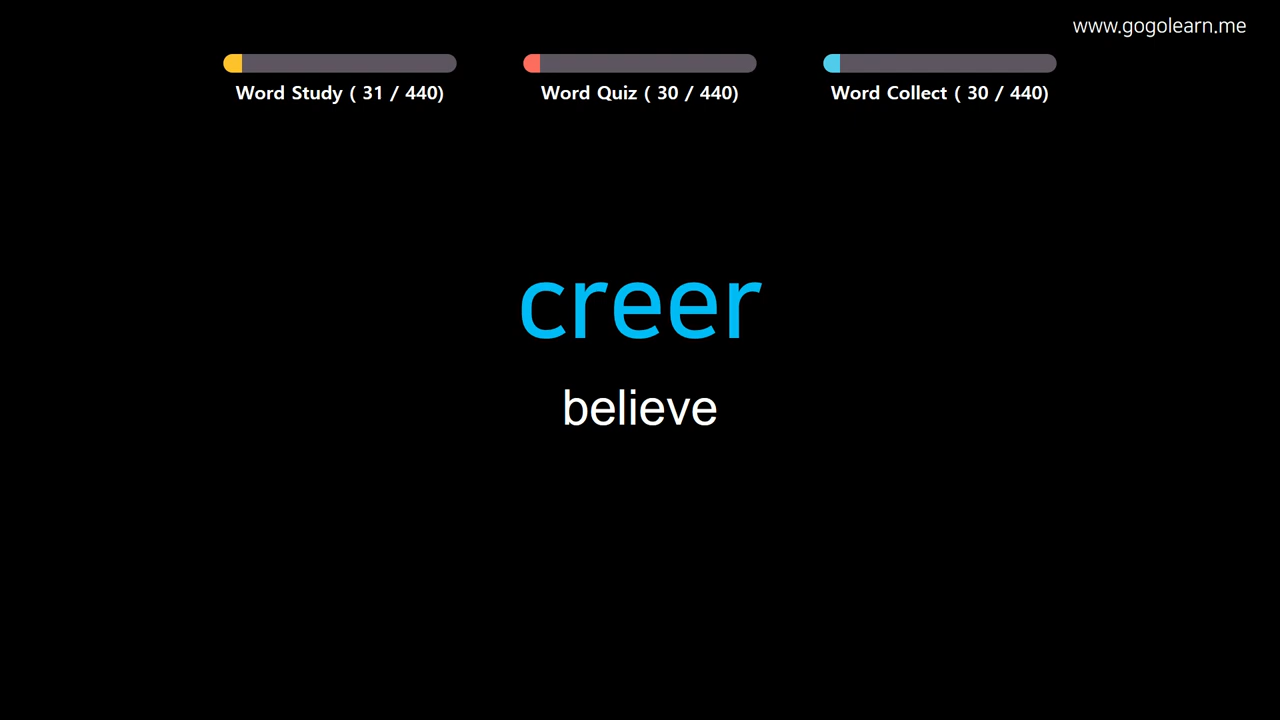 www.gogolearn.me
Word Study ( 31 / 440)
Word Quiz ( 30 / 440)
Word Collect ( 30 / 440)
creer
believe